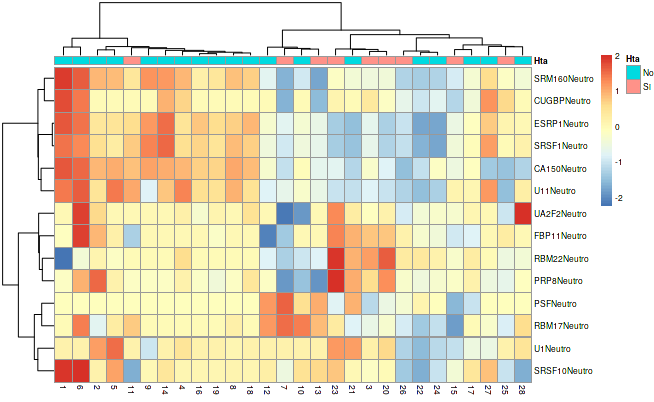 Hta
SRM160Neutro
CUGBPNeutro
ESRP1Neutro
SRSF1Neutro
CA150Neutro
U11Neutro
UA2F2Neutro
FBP11Neutro
RBM22Neutro
PRP8Neutro
PSFNeutro
RBM17Neutro
U1Neutro
SRSF10Neutro
1 6 2 5 11 9 14 4 16 19 8 18 12 7 10 13 23 21 3 20 26 22 24 15 17 27 25 28
2
1
0
-1
-2
Hta
No
SI